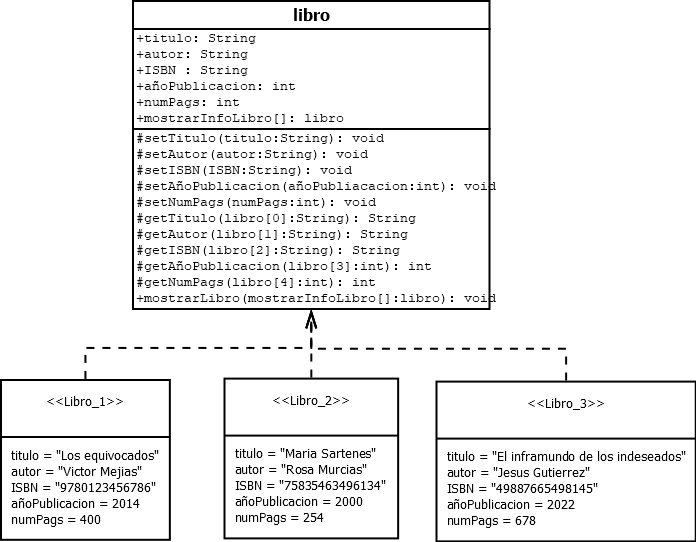 libro
+titulo: String
+autor: String
+ISBN : String
+añoPublicacion: int
+numPags: int
+mostrarInfoLibro[]: libro
#setTitulo(titulo:String): void
#setAutor(autor:String): void
#setISBN(ISBN:String): void
#setAñoPublicacion(añoPubliacacion:int): void
#setNumPags(numPags:int): void
#getTitulo(libro[0]:String): String
#getAutor(libro[1]:String): String
#getISBN(libro[2]:String): String
#getAñoPublicacion(libro[3]:int): int
#getNumPags(libro[4]:int): int
+mostrarLibro(mostrarInfoLibro[]:libro): void
<<Libro_1>>
titulo = "Los equivocados"
autor = "Victor Mejias"
ISBN = "9780123456786"
añoPublicacion = 2014
numPags = 400
<<Libro_2>>
titulo = "Maria Sartenes"
autor = "Rosa Murcias"
ISBN = "75835463496134"
añoPublicacion = 2000
numPags = 254
<<Libro_3>>
titulo = "El inframundo de los indeseados"
autor = "Jesus Gutierrez"
ISBN = "49887665498145"
añoPublicacion = 2022
numPags = 678